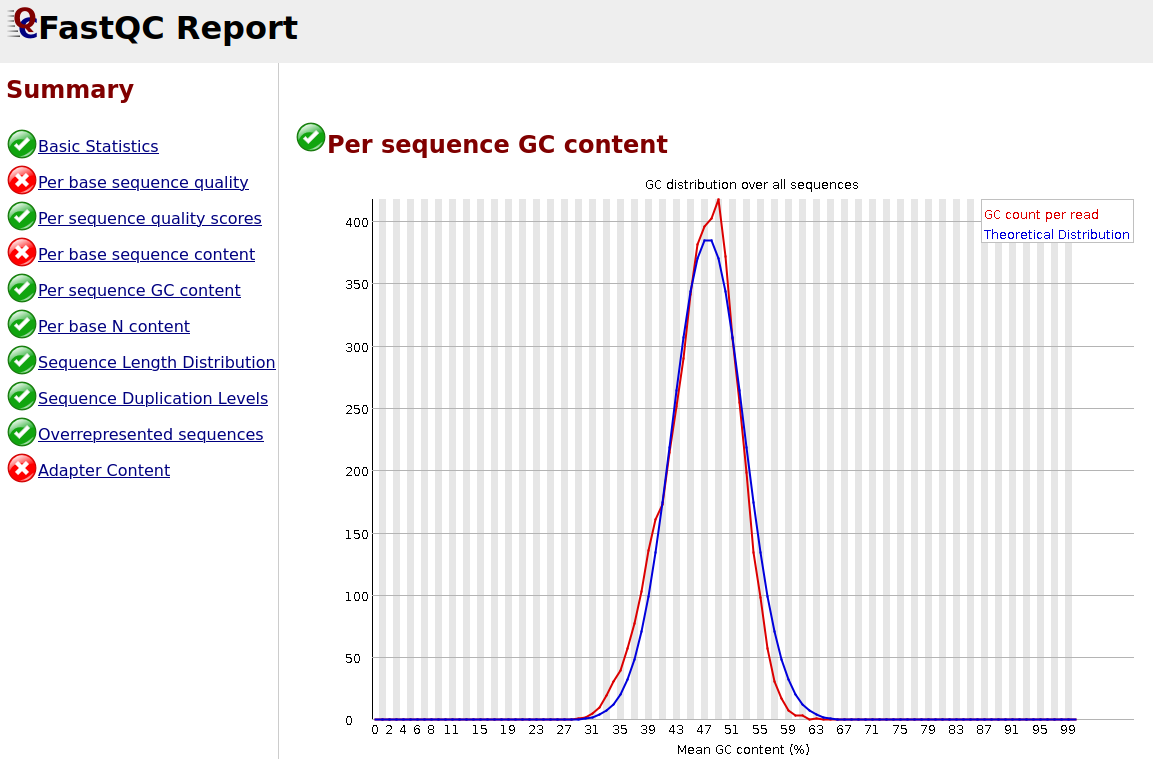 FastQC Report
Summary
Basic Statistics
Per base sequence quality
Per sequence quality scores
Per base sequence content
Per sequence GC content
Per base N content
Sequence Length Distribution
Sequence Duplication Levels
Overrepresented sequences
Adapter Content
Per sequence GC content
GC distribution over all sequences
GC count per read
Theoretical Distribution
400
350
300
250
200
150
100
50
0
0 2 4 6 8 11 15 19 23 27 31 35 39 43 47 51 55 59 63 67 71 75 79 83 87 91 95 99
Mean GC content (%)